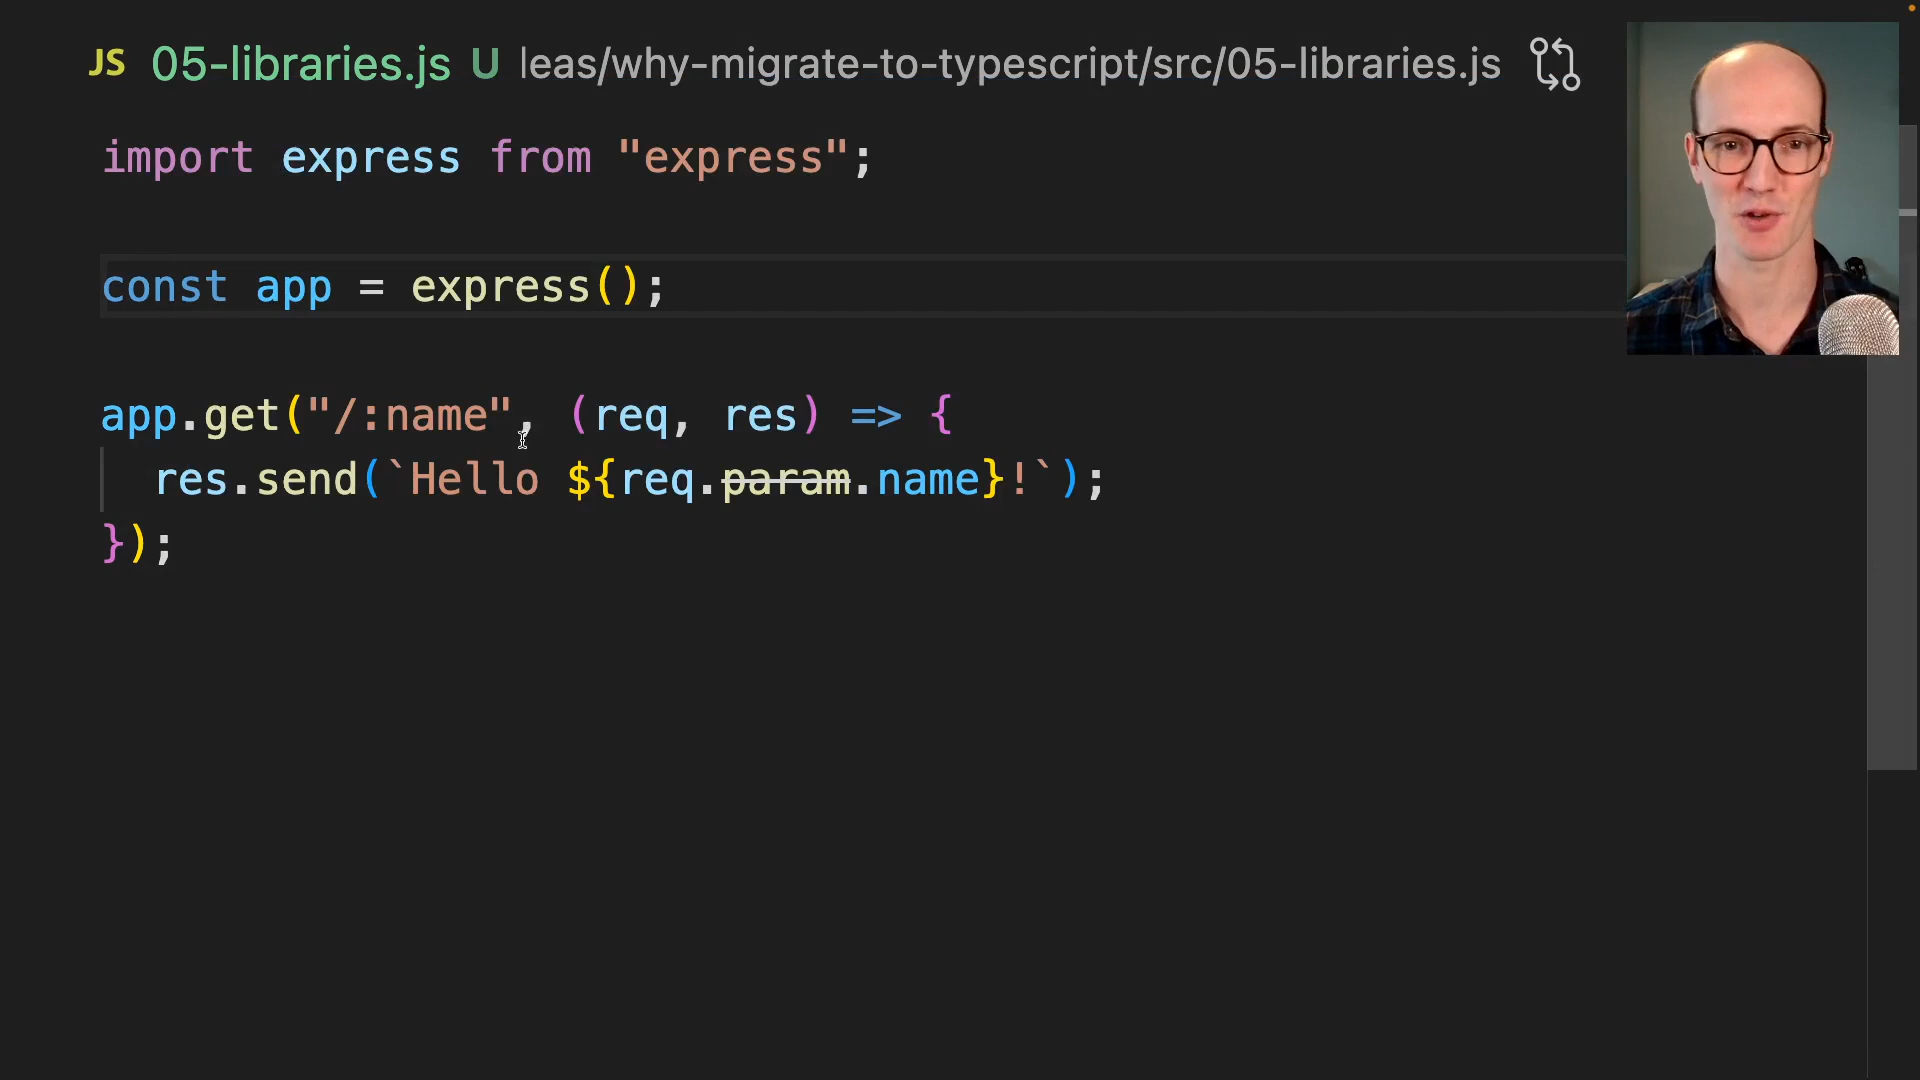 JS 05-libraries.js U leas/why-migrate-to-typescript/src/05-libraries.js
import express from "express";
const app = express();
app.get("/:name", (req, res) => {
  res.send(`Hello ${req.param.name}!`);
});